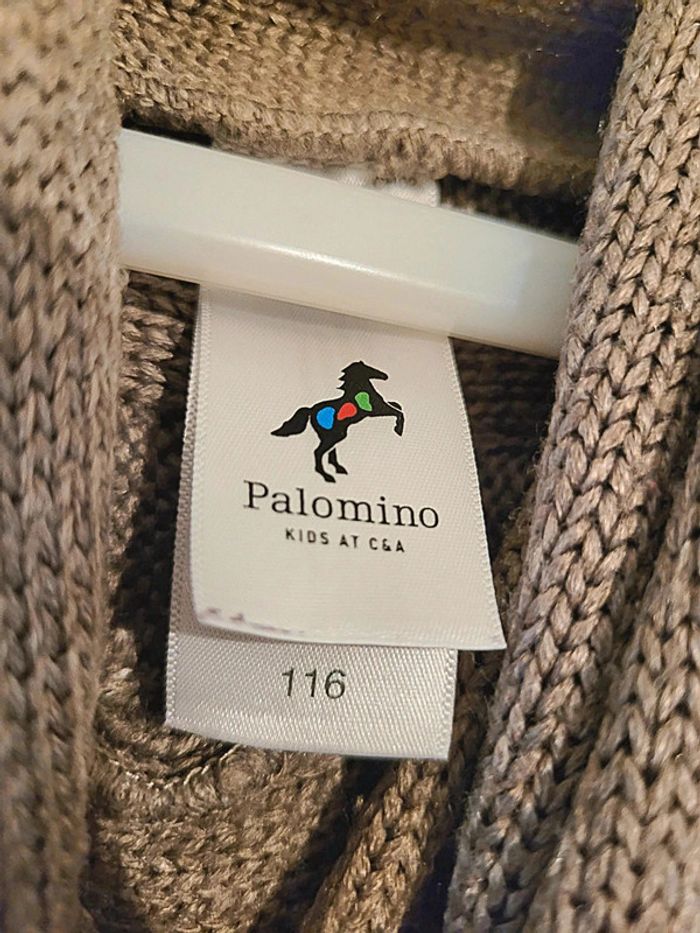 Palomino
KIDS AT C&A
116